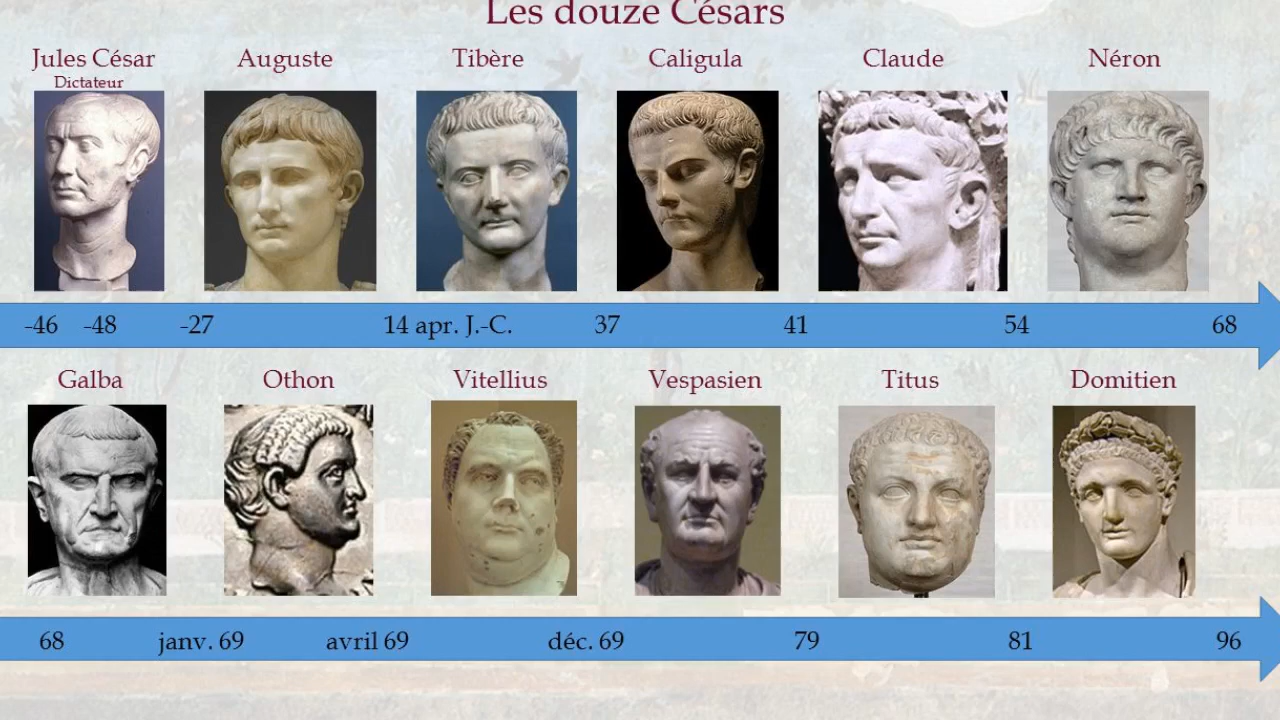 Les douze Césars
Jules César Auguste Tibère Caligula Claude Néron
Dictateur
-46 -48 -27 14 apr. J.-C. 37 41 54 68
Galba Othon Vitellius Vespasien Titus Domitien
68 janv. 69 avril 69 déc. 69 79 81 96